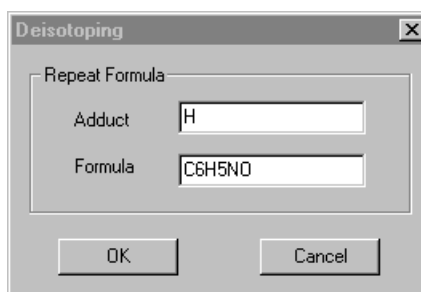 Deisotoping
Repeat Formula
Adduct H
Formula C6H5NO
OK Cancel